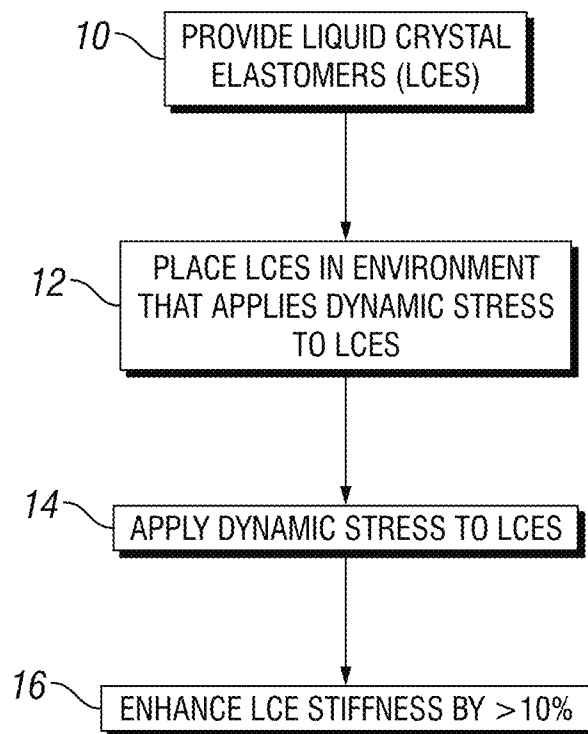 10
PROVIDE LIQUID CRYSTAL
ELASTOMERS (LCES)
12
PLACE LCES IN ENVIRONMENT
THAT APPLIES DYNAMIC STRESS
TO LCES
14
APPLY DYNAMIC STRESS TO LCES
16
ENHANCE LCE STIFFNESS BY >10%